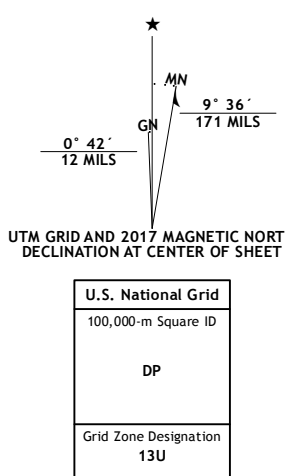 ★
MN
GN
9° 36´
171 MILS
0° 42´
12 MILS
UTM GRID AND 2017 MAGNETIC NORT
DECLINATION AT CENTER OF SHEET
U.S. National Grid
100,000-m Square ID
DP
Grid Zone Designation
13U